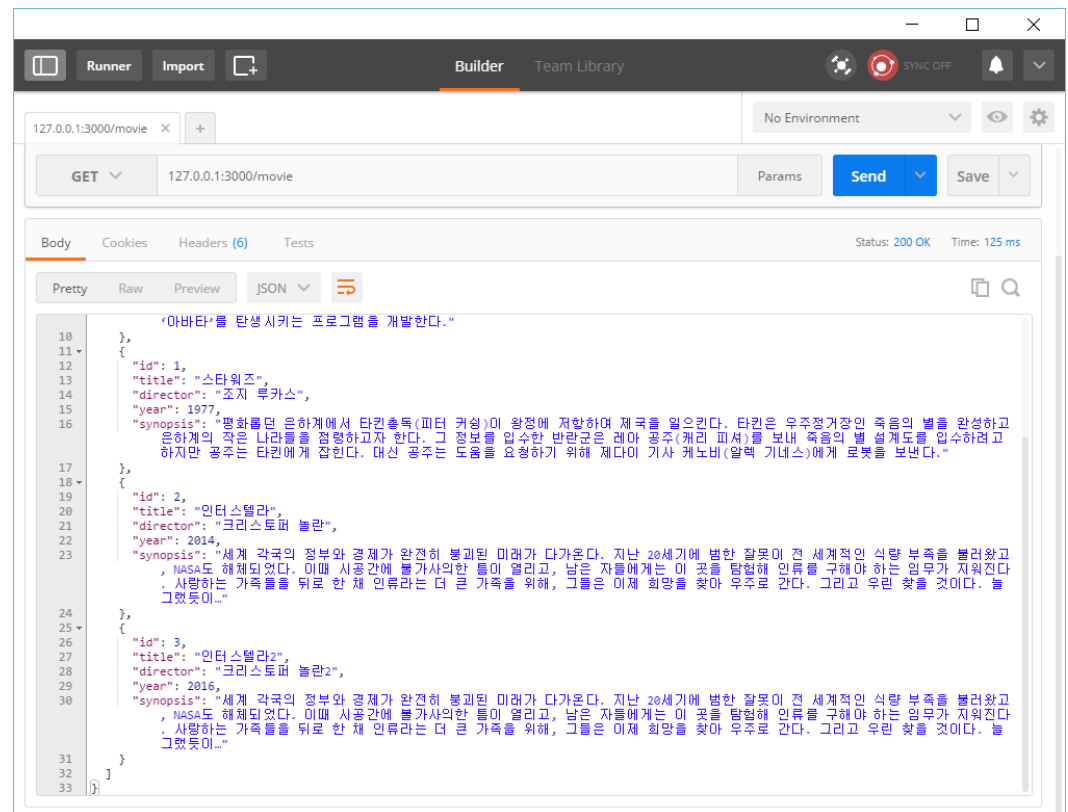 Runner Import Builder Team Library SYNC OFF
127.0.0.1:3000/movie × + No Environment
GET 127.0.0.1:3000/movie Params Send Save
Body Cookies Headers (6) Tests Status: 200 OK Time: 125 ms
Pretty Raw Preview JSON
‘아바타’를 탄생시키는 프로그램을 개발한다."
10 },
11 {
12 "id": 1,
13 "title": "스타워즈",
14 "director": "조지 루카스",
15 "year": 1977,
16 "synopsis": "평화롭던 은하계에서 타킨총독(피터 커슁)이 왕정에 저항하여 제국을 일으킨다. 타킨은 우주정거장인 죽음의 별을 완성하고
은하계의 작은 나라들을 점령하고자 한다. 그 정보를 입수한 반란군은 레아 공주(캐리 피셔)를 보내 죽음의 별 설계도를 입수하려고
하지만 공주는 타킨에게 잡힌다. 대신 공주는 도움을 요청하기 위해 제다이 기사 케노비(알렉 기네스)에게 로봇을 보낸다."
17 },
18 {
19 "id": 2,
20 "title": "인터스텔라",
21 "director": "크리스토퍼 놀란",
22 "year": 2014,
23 "synopsis": "세계 각국의 정부와 경제가 완전히 붕괴된 미래가 다가온다. 지난 20세기에 범한 잘못이 전 세계적인 식량 부족을 불러왔고
, NASA도 해체되었다. 이때 시공간에 불가사의한 틈이 열리고, 남은 자들에게는 이 곳을 탐험해 인류를 구해야 하는 임무가 지워진다
. 사랑하는 가족들을 뒤로 한 채 인류라는 더 큰 가족을 위해, 그들은 이제 희망을 찾아 우주로 간다. 그리고 우린 찾을 것이다. 늘
그랬듯이…"
24 },
25 {
26 "id": 3,
27 "title": "인터스텔라2",
28 "director": "크리스토퍼 놀란2",
29 "year": 2016,
30 "synopsis": "세계 각국의 정부와 경제가 완전히 붕괴된 미래가 다가온다. 지난 20세기에 범한 잘못이 전 세계적인 식량 부족을 불러왔고
, NASA도 해체되었다. 이때 시공간에 불가사의한 틈이 열리고, 남은 자들에게는 이 곳을 탐험해 인류를 구해야 하는 임무가 지워진다
. 사랑하는 가족들을 뒤로 한 채 인류라는 더 큰 가족을 위해, 그들은 이제 희망을 찾아 우주로 간다. 그리고 우린 찾을 것이다. 늘
그랬듯이…"
31 }
32 ]
33 }